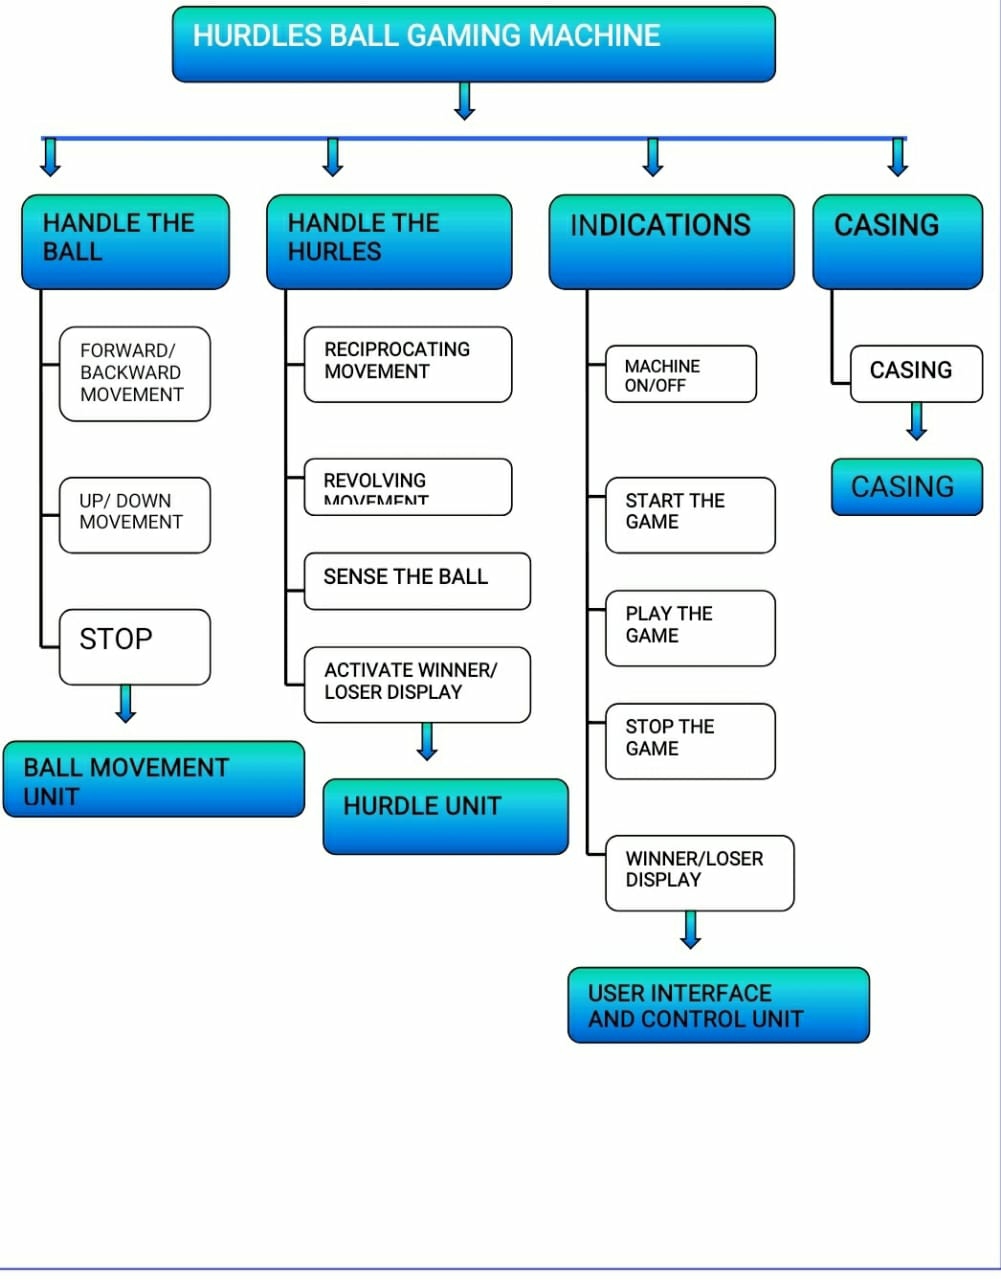 HURDLES BALL GAMING MACHINE
HANDLE THE
BALL
FORWARD/
BACKWARD
MOVEMENT
UP/ DOWN
MOVEMENT
STOP
BALL MOVEMENT
UNIT
HANDLE THE
HURLES
RECIPROCATING
MOVEMENT
REVOLVING
MOVEMENT
SENSE THE BALL
ACTIVATE WINNER/
LOSER DISPLAY
HURDLE UNIT
INDICATIONS
MACHINE
ON/OFF
START THE
GAME
PLAY THE
GAME
STOP THE
GAME
WINNER/LOSER
DISPLAY
USER INTERFACE
AND CONTROL UNIT
CASING
CASING
CASING